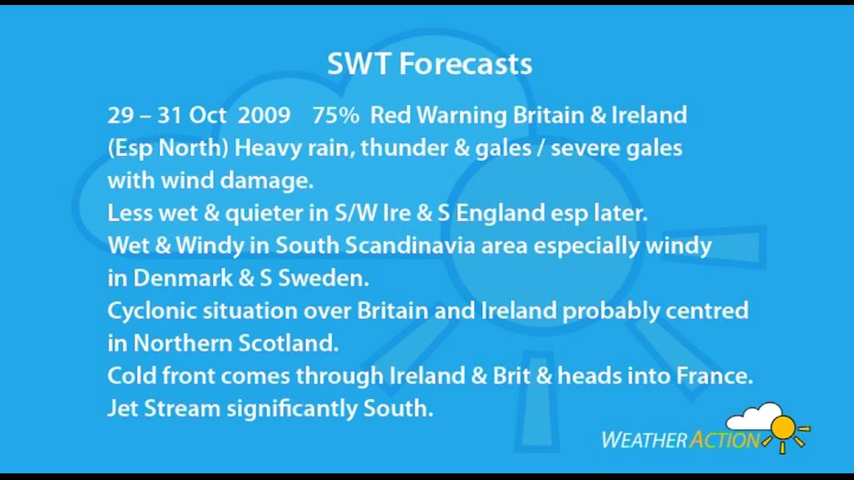 SWT Forecasts
29 – 31 Oct 2009 75% Red Warning Britain & Ireland
(Esp North) Heavy rain, thunder & gales / severe gales
with wind damage.
Less wet & quieter in S/W Ire & S England esp later.
Wet & Windy in South Scandinavia area especially windy
in Denmark & S Sweden.
Cyclonic situation over Britain and Ireland probably centred
in Northern Scotland.
Cold front comes through Ireland & Brit & heads into France.
Jet Stream significantly South.
WEATHERACTION